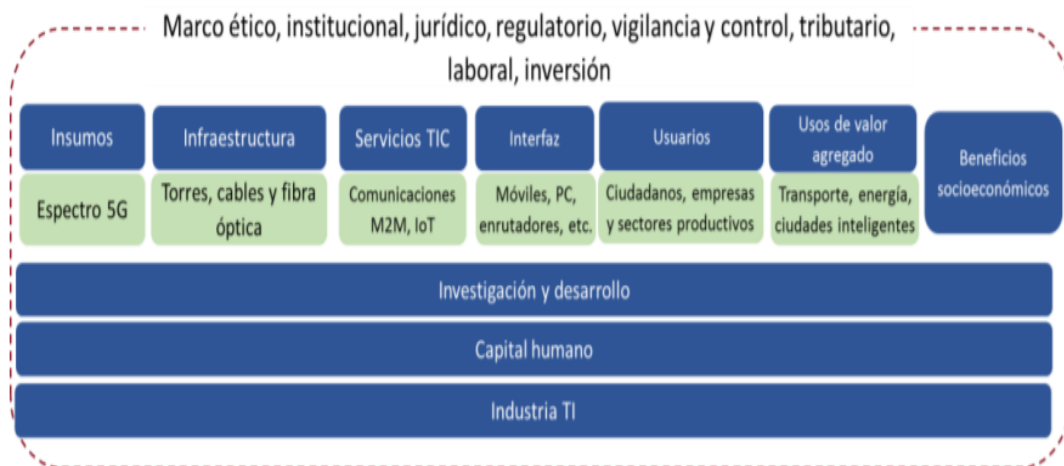 Marco ético, institucional, jurídico, regulatorio, vigilancia y control, tributario,
laboral, inversión
Insumos
Infraestructura
Servicios TIC
Interfaz
Usuarios
Usos de valor
agregado
Beneficios
socioeconómicos
Espectro 5G
Torres, cables y fibra
óptica
Comunicaciones
M2M, IoT
Móviles, PC,
enrutadores, etc.
Ciudadanos, empresas
y sectores productivos
Transporte, energía,
ciudades inteligentes
Investigación y desarrollo
Capital humano
Industria TI